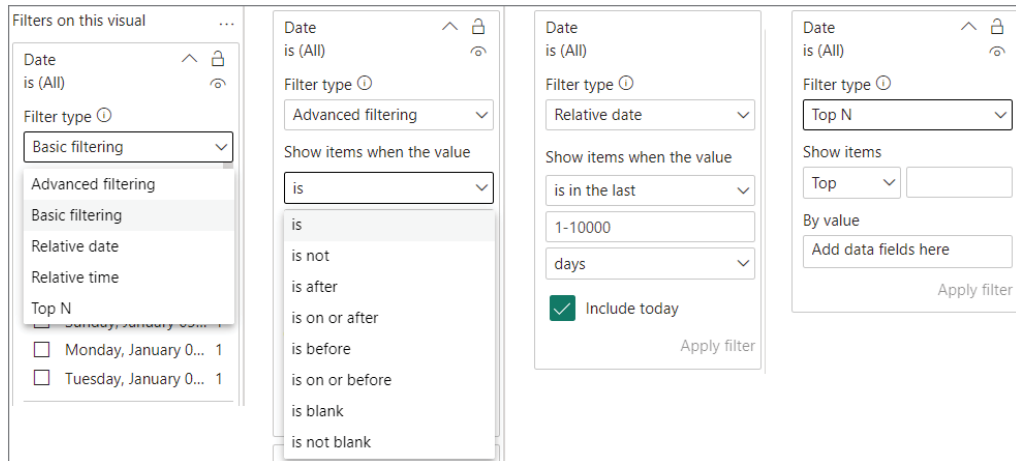 Filters on this visual
...
Date
is (All)
Filter type
Basic filtering
Advanced filtering
Basic filtering
Relative date
Relative time
Top N
Monday, January 0... 1
Tuesday, January 0... 1
Date
is (All)
Filter type
Advanced filtering
Show items when the value
is
is
is not
is after
is on or after
is before
is on or before
is blank
is not blank
Date
is (All)
Filter type
Relative date
Show items when the value
is in the last
1-10000
days
Include today
Apply filter
Date
is (All)
Filter type
Top N
Show items
Top
By value
Add data fields here
Apply filter